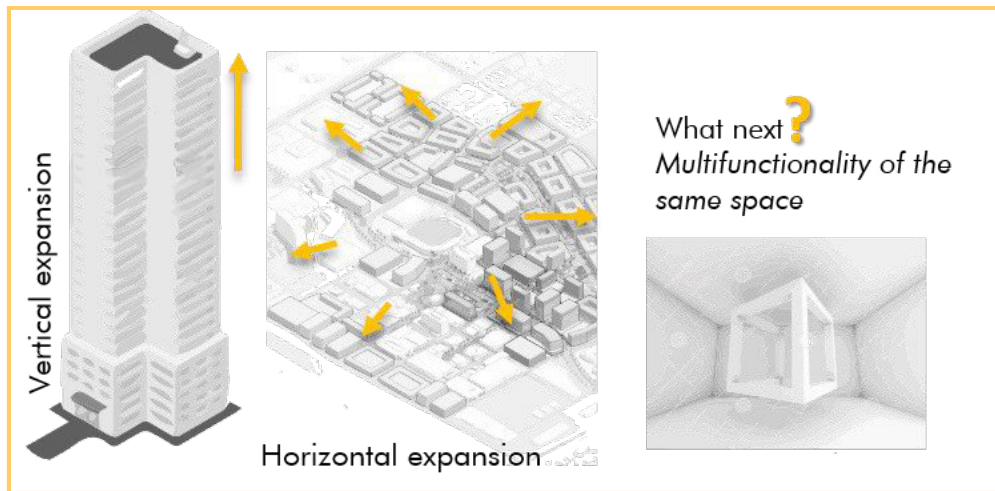 Vertical expansion
Horizontal expansion
What next ?
Multifunctionality of the
same space